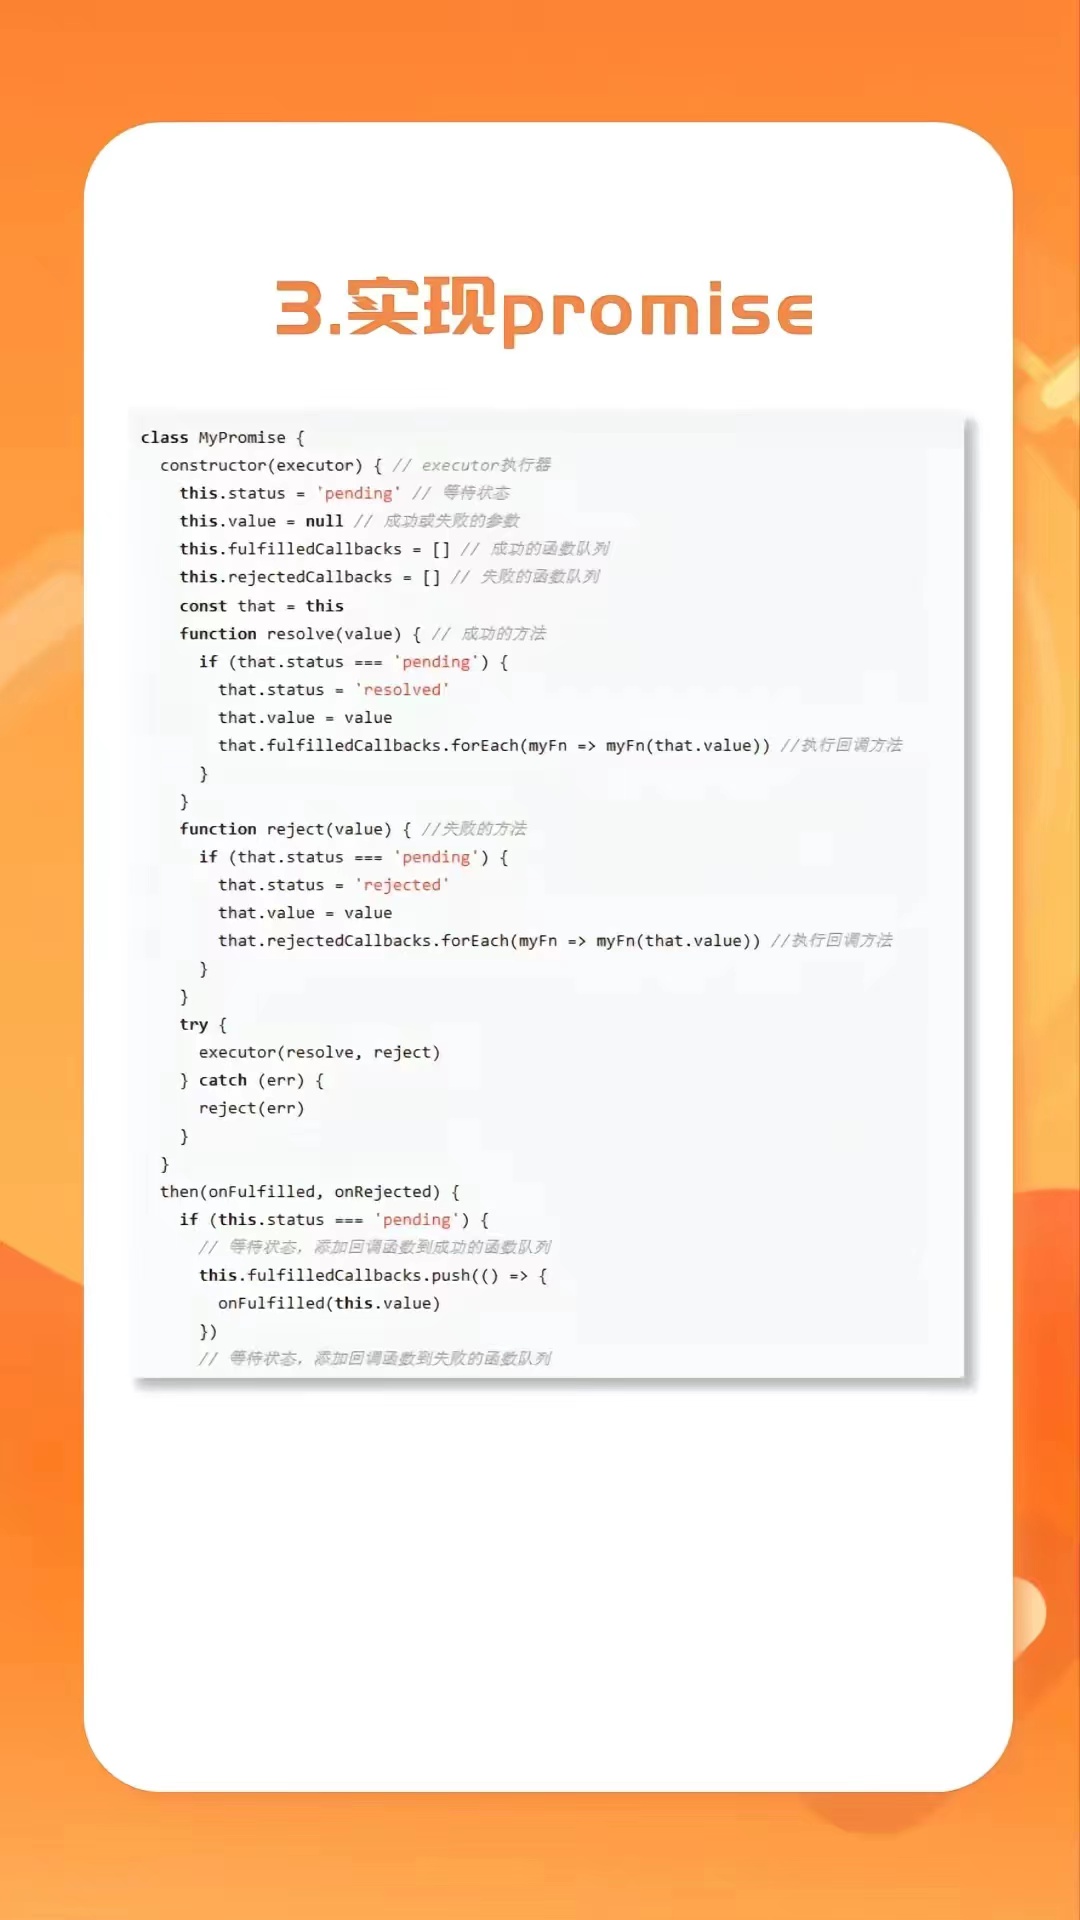 3.实现promise
class MyPromise {
  constructor(executor) { // executor执行器
    this.status = 'pending' // 等待状态
    this.value = null // 成功或失败的参数
    this.fulfilledCallbacks = [] // 成功的函数队列
    this.rejectedCallbacks = [] // 失败的函数队列
    const that = this
    function resolve(value) { // 成功的方法
      if (that.status === 'pending') {
        that.status = 'resolved'
        that.value = value
        that.fulfilledCallbacks.forEach(myFn => myFn(that.value)) //执行回调方法
      }
    }
    function reject(value) { //失败的方法
      if (that.status === 'pending') {
        that.status = 'rejected'
        that.value = value
        that.rejectedCallbacks.forEach(myFn => myFn(that.value)) //执行回调方法
      }
    }
    try {
      executor(resolve, reject)
    } catch (err) {
      reject(err)
    }
  }
  then(onFulfilled, onRejected) {
    if (this.status === 'pending') {
      // 等待状态，添加回调函数到成功的函数队列
      this.fulfilledCallbacks.push(() => {
        onFulfilled(this.value)
      })
      // 等待状态，添加回调函数到失败的函数队列